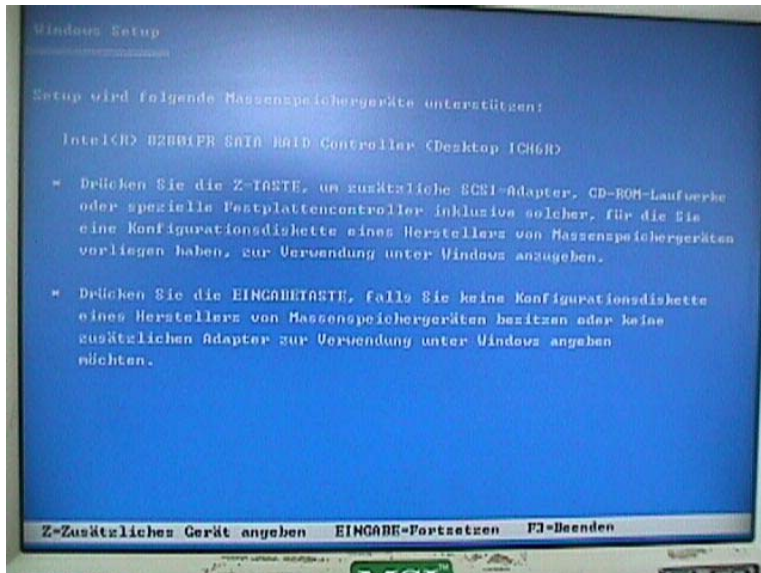 Windows Setup
Setup wird folgende Massenspeichergeräte unterstützen:
Intel(R) 82801FR SATA RAID Controller (Desktop ICH6R)
* Drücken Sie die Z-TASTE, um zusätzliche SCSI-Adapter, CD-ROM-Laufwerke
oder spezielle Festplattencontroller inklusive solcher, für die Sie
eine Konfigurationsdiskette eines Herstellers von Massenspeichergeräten
vorliegen haben, zur Verwendung unter Windows anzugeben.
* Drücken Sie die EINGABETASTE, falls Sie keine Konfigurationsdiskette
eines Herstellers von Massenspeichergeräten besitzen oder keine
zusätzlichen Adapter zur Verwendung unter Windows angeben
möchten.
Z=Zusätzliches Gerät angeben EINGABE=Fortsetzen F3=Beenden